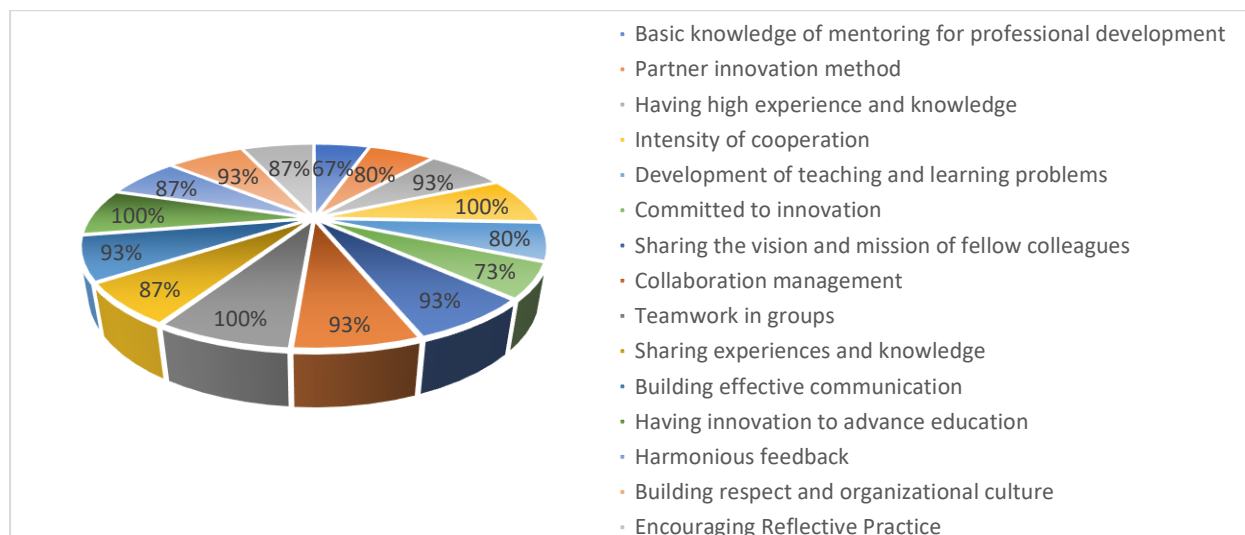 Basic knowledge of mentoring for professional development
Partner innovation method
Having high experience and knowledge
Intensity of cooperation
Development of teaching and learning problems
Committed to innovation
Sharing the vision and mission of fellow colleagues
Collaboration management
Teamwork in groups
Sharing experiences and knowledge
Building effective communication
Having innovation to advance education
Harmonious feedback
Building respect and organizational culture
Encouraging Reflective Practice
67%
80%
93%
100%
80%
73%
93%
93%
100%
87%
93%
100%
87%
93%
87%